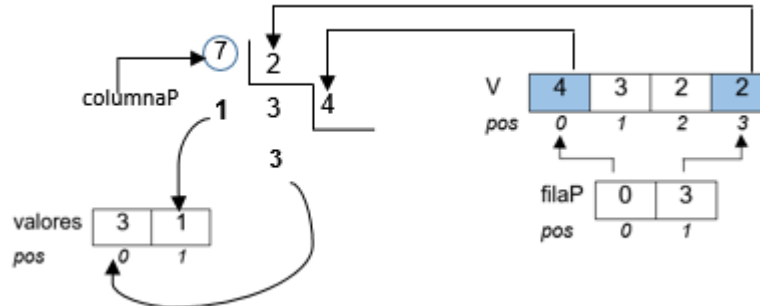 7 2
columnaP
1 3 4
3
V 4 3 2 2
pos 0 1 2 3
filaP 0 3
pos 0 1
valores 3 1
pos 0 1